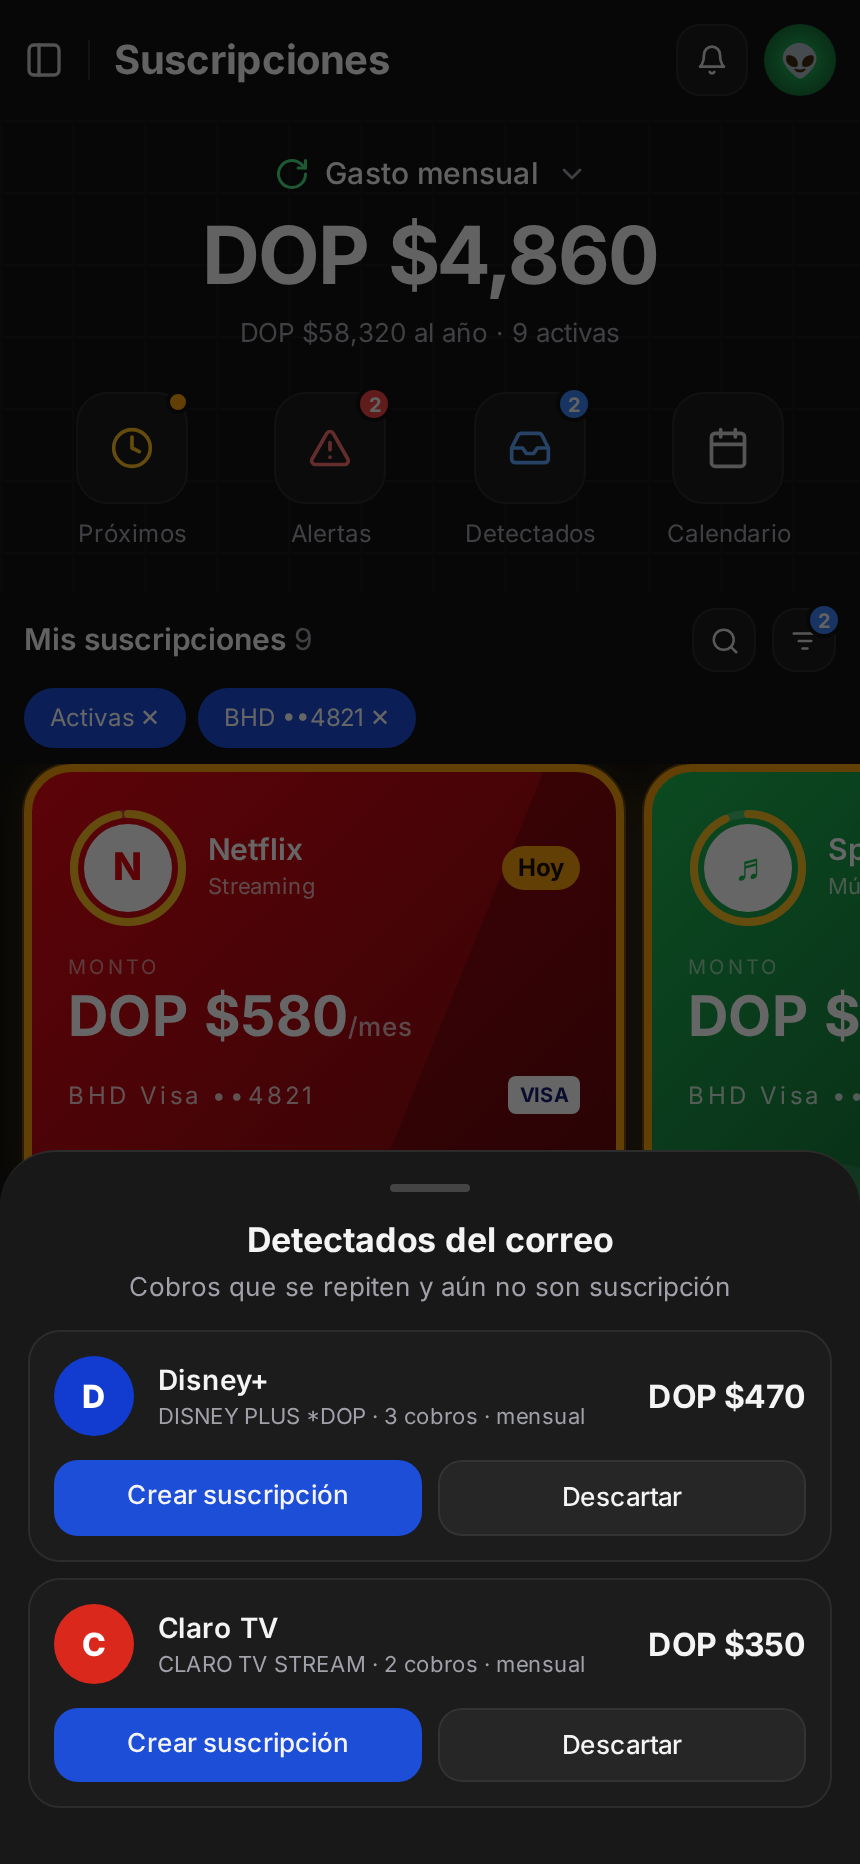 Suscripciones
Gasto mensual
DOP $4,860
DOP $58,320 al año · 9 activas
2
2
Próximos
Alertas
Detectados
Calendario
Mis suscripciones 9
2
Activas ✕
BHD ••4821 ✕
N
Netflix
Streaming
Hoy
MONTO
DOP $580/mes
BHD Visa ••4821
VISA
♬
Sp
Mú
MONTO
DOP $
BHD Visa ••
Detectados del correo
Cobros que se repiten y aún no son suscripción
D
Disney+
DISNEY PLUS *DOP · 3 cobros · mensual
DOP $470
Crear suscripción
Descartar
C
Claro TV
CLARO TV STREAM · 2 cobros · mensual
DOP $350
Crear suscripción
Descartar